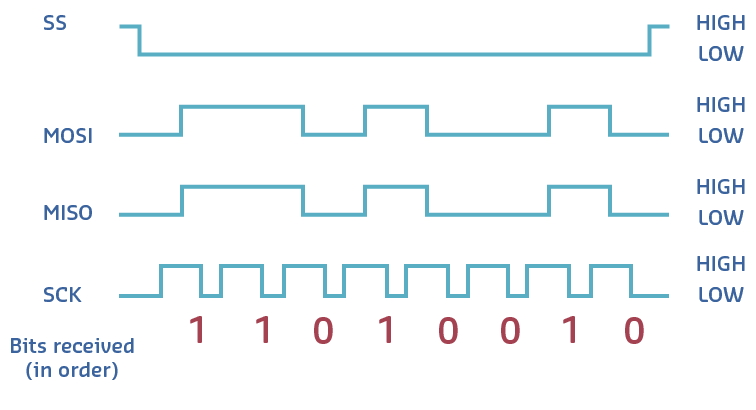 SS
HIGH
LOW
MOSI
HIGH
LOW
MISO
HIGH
LOW
SCK
HIGH
LOW
1 1 0 1 0 0 1 0
Bits received
(in order)